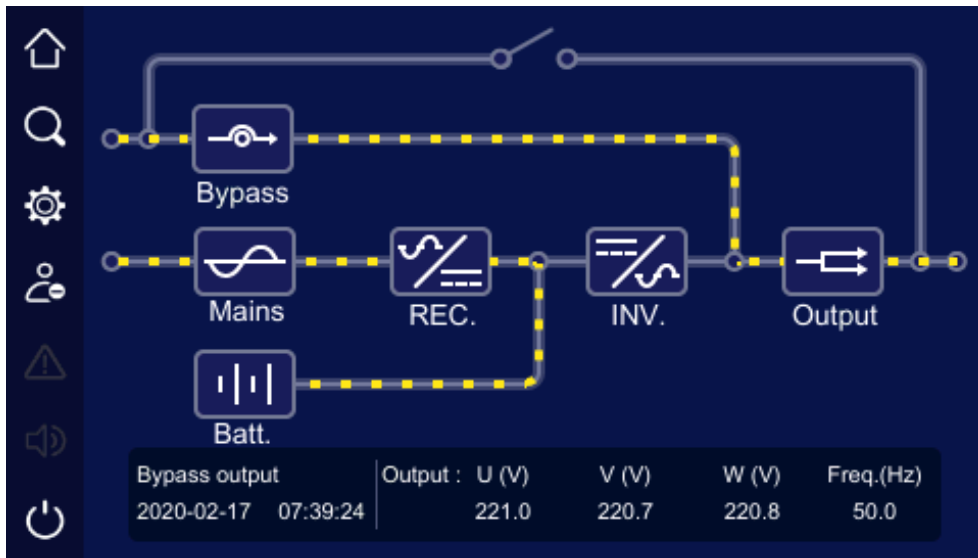 Bypass
Mains
REC.
INV.
Output
Batt.
Bypass output
2020-02-17 07:39:24
Output : U (V) V (V) W (V) Freq.(Hz)
221.0 220.7 220.8 50.0